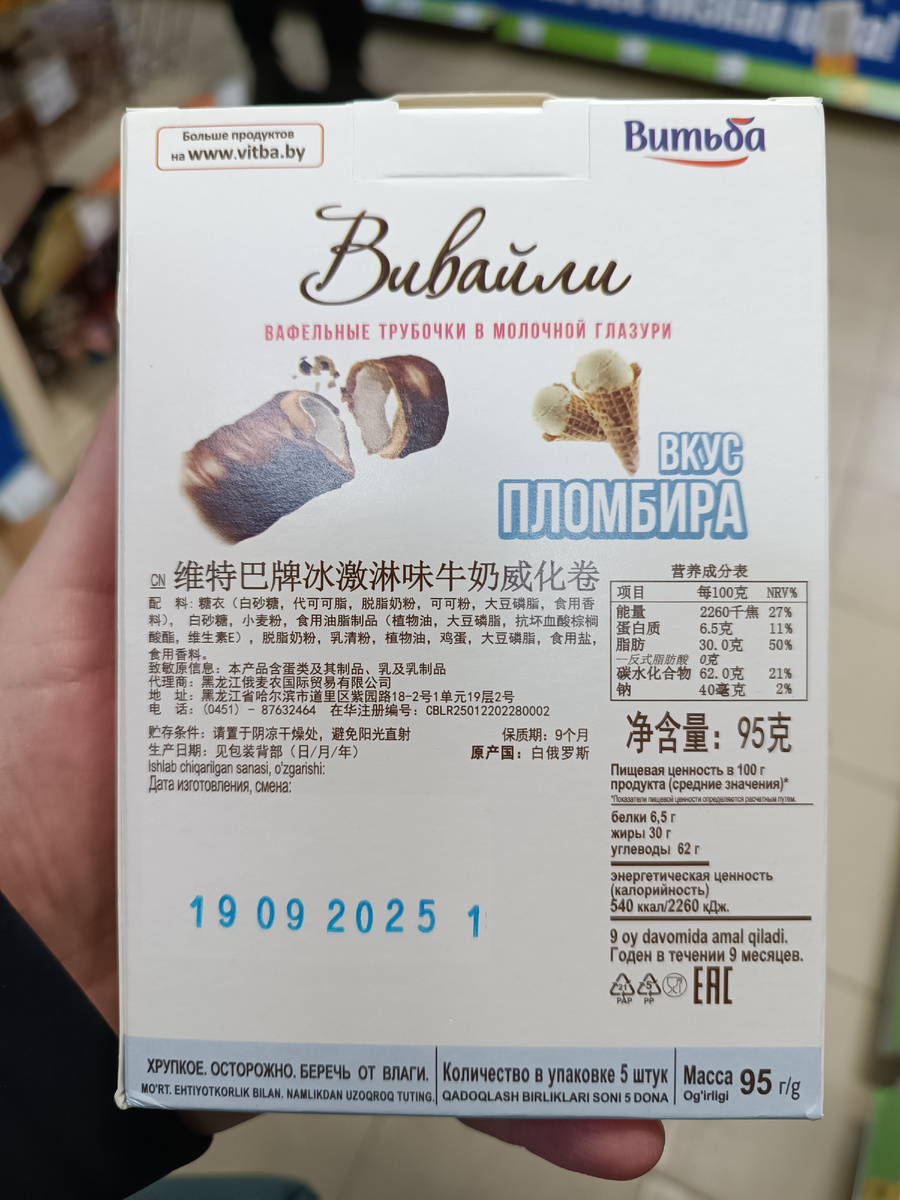 Больше продуктов
на www.vitba.by
Витьба
Вивайли
ВАФЕЛЬНЫЕ ТРУБОЧКИ В МОЛОЧНОЙ ГЛАЗУРИ
ВКУС
ПЛОМБИРА
CN 维特巴牌冰激淋味牛奶威化卷
配 料：糖衣（白砂糖，代可可脂，脱脂奶粉，可可粉，大豆磷脂，食用香
料），白砂糖，小麦粉，食用油脂制品（植物油，大豆磷脂，抗坏血酸棕榈
酸酯，维生素E），脱脂奶粉，乳清粉，植物油，鸡蛋，大豆磷脂，食用盐，
食用香料。
致敏原信息：本产品含蛋类及其制品、乳及乳制品
代理商：黑龙江俄麦农国际贸易有限公司
地 址：黑龙江省哈尔滨市道里区紫园路18-2号1单元19层2号
电 话：（0451）- 87632464 在华注册编号：CBLR25012202280002
贮存条件：请置于阴凉干燥处，避免阳光直射 保质期：9个月
生产日期：见包装背部（日/月/年） 原产国：白俄罗斯
Ishlab chiqarilgan sanasi, o'zgarishi:
Дата изготовления, смена:
19 09 2025 1
营养成分表
项目 每100克 NRV%
能量 2260千焦 27%
蛋白质 6.5克 11%
脂肪 30.0克 50%
—反式脂肪酸 0克
碳水化合物 62.0克 21%
钠 40毫克 2%
净含量：95克
Пищевая ценность в 100 г
продукта (средние значения)*
*Показатели пищевой ценности определяются расчетным путем.
белки 6,5 г
жиры 30 г
углеводы 62 г
энергетическая ценность
(калорийность)
540 ккал/2260 кДж.
9 oy davomida amal qiladi.
Годен в течении 9 месяцев.
21 5 EAC
PAP PP
ХРУПКОЕ. ОСТОРОЖНО. БЕРЕЧЬ ОТ ВЛАГИ.
MO'RT. EHTIYOTKORLIK BILAN. NAMLIKDAN UZOQROQ TUTING.
Количество в упаковке 5 штук
QADOQLASH BIRLIKLARI SONI 5 DONA
Масса 95 г/g
Og'irligi